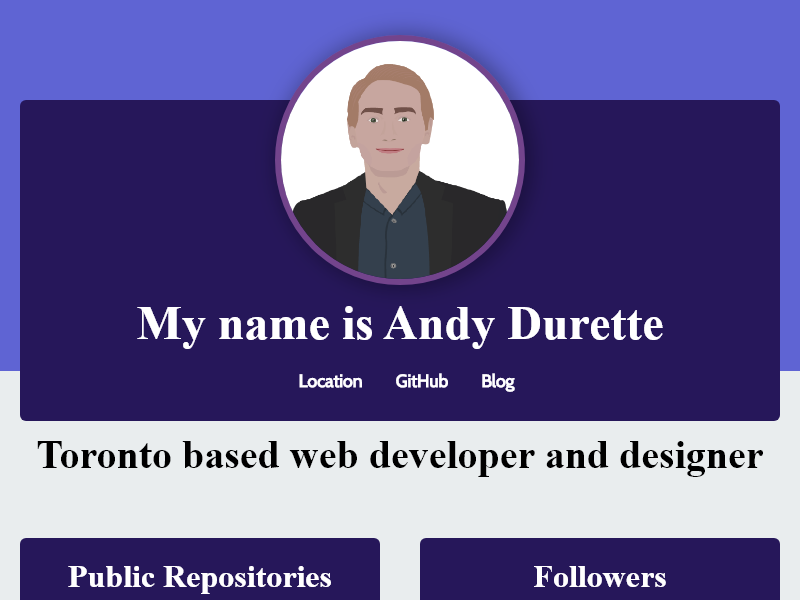 My name is Andy Durette
Location GitHub Blog
Toronto based web developer and designer
Public Repositories
Followers